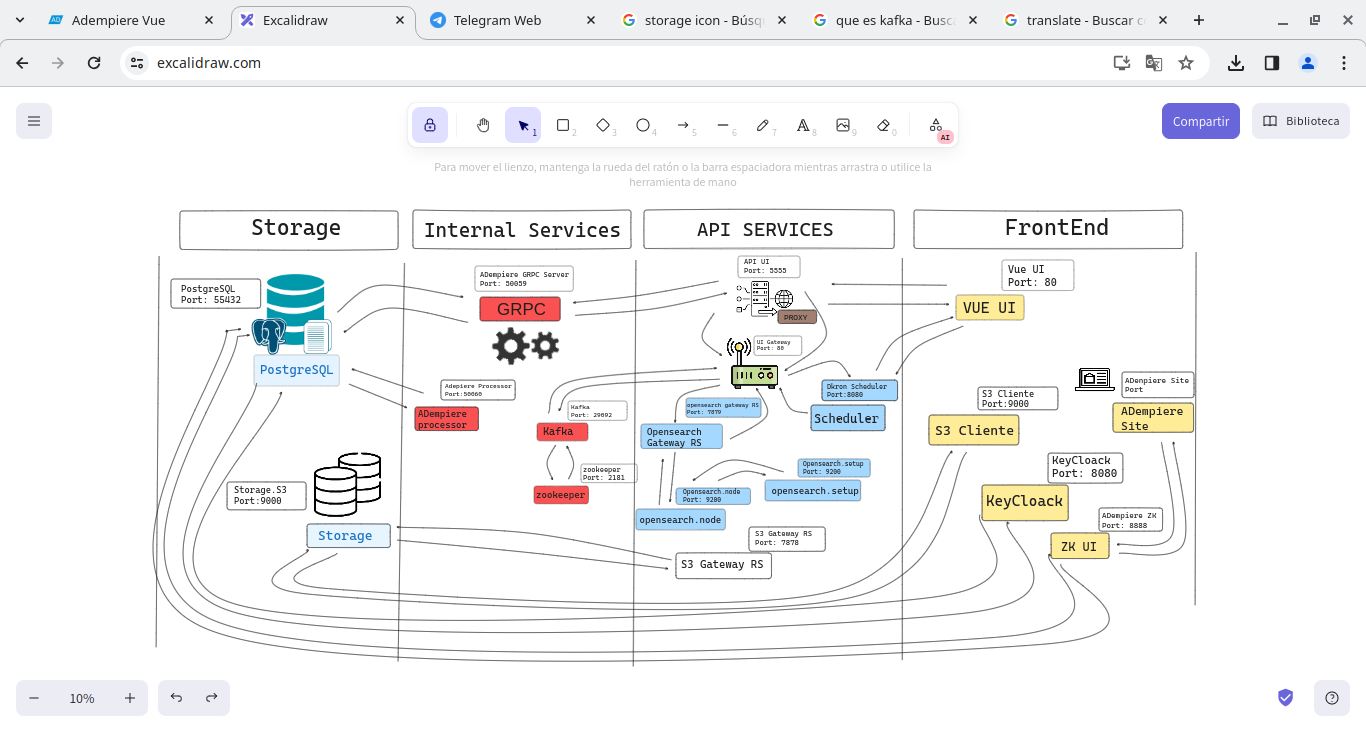 Adempiere Vue
Excalidraw
Telegram Web
storage icon - Búsq
que es kafka - Busc
translate - Buscar c
excalidraw.com
1
2
3
4
5
6
7
8
9
0
AI
Compartir
Biblioteca
Para mover el lienzo, mantenga la rueda del ratón o la barra espaciadora mientras arrastra o utilice la
herramienta de mano
Storage
Internal Services
API SERVICES
FrontEnd
PostgreSQL
Port: 55432
PostgreSQL
Storage.S3
Port:9000
Storage
ADempiere GRPC Server
Port: 50059
GRPC
Adepiere Processor
Port:50060
ADempiere
processor
Kafka
Port: 29092
Kafka
zookeeper
Port: 2181
zookeeper
API UI
Port: 5555
PROXY
UI Gateway
Port: 80
Dkron Scheduler
Port:8080
Scheduler
opensearch gateway RS
Port: 7879
Opensearch
Gateway RS
Opensearch.setup
Port: 9200
opensearch.setup
Opensearch.node
Port: 9200
opensearch.node
S3 Gateway RS
Port: 7878
S3 Gateway RS
Vue UI
Port: 80
VUE UI
S3 Cliente
Port:9000
S3 Cliente
ADenpiere Site
Port
ADempiere
Site
KeyCloack
Port: 8080
KeyCloack
ADempiere ZK
Port: 8888
ZK UI
10%